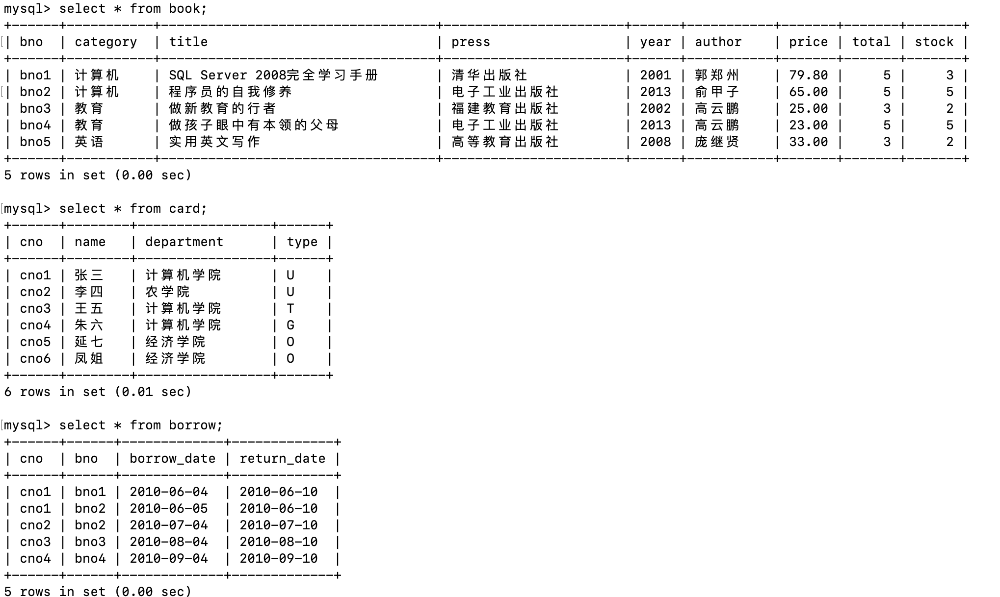 mysql> select * from book;
+------+-----------+-----------------------------------+-----------------------+------+-----------+-------+-------+-------+
| bno  | category  | title                             | press                 | year | author    | price | total | stock |
+------+-----------+-----------------------------------+-----------------------+------+-----------+-------+-------+-------+
| bno1 | 计算机    | SQL Server 2008完全学习手册       | 清华出版社            | 2001 | 郭郑州    | 79.80 |     5 |     3 |
| bno2 | 计算机    | 程序员的自我修养                  | 电子工业出版社        | 2013 | 俞甲子    | 65.00 |     5 |     5 |
| bno3 | 教育      | 做新教育的行者                    | 福建教育出版社        | 2002 | 高云鹏    | 25.00 |     3 |     2 |
| bno4 | 教育      | 做孩子眼中有本领的父母            | 电子工业出版社        | 2013 | 高云鹏    | 23.00 |     5 |     5 |
| bno5 | 英语      | 实用英文写作                      | 高等教育出版社        | 2008 | 庞继贤    | 33.00 |     3 |     2 |
+------+-----------+-----------------------------------+-----------------------+------+-----------+-------+-------+-------+
5 rows in set (0.00 sec)
mysql> select * from card;
+------+--------+-----------------+------+
| cno  | name   | department      | type |
+------+--------+-----------------+------+
| cno1 | 张三   | 计算机学院      | U    |
| cno2 | 李四   | 农学院          | U    |
| cno3 | 王五   | 计算机学院      | T    |
| cno4 | 朱六   | 计算机学院      | G    |
| cno5 | 延七   | 经济学院        | O    |
| cno6 | 凤姐   | 经济学院        | O    |
+------+--------+-----------------+------+
6 rows in set (0.01 sec)
mysql> select * from borrow;
+------+------+-------------+-------------+
| cno  | bno  | borrow_date | return_date |
+------+------+-------------+-------------+
| cno1 | bno1 | 2010-06-04  | 2010-06-10  |
| cno1 | bno2 | 2010-06-05  | 2010-06-10  |
| cno2 | bno2 | 2010-07-04  | 2010-07-10  |
| cno3 | bno3 | 2010-08-04  | 2010-08-10  |
| cno4 | bno4 | 2010-09-04  | 2010-09-10  |
+------+------+-------------+-------------+
5 rows in set (0.00 sec)